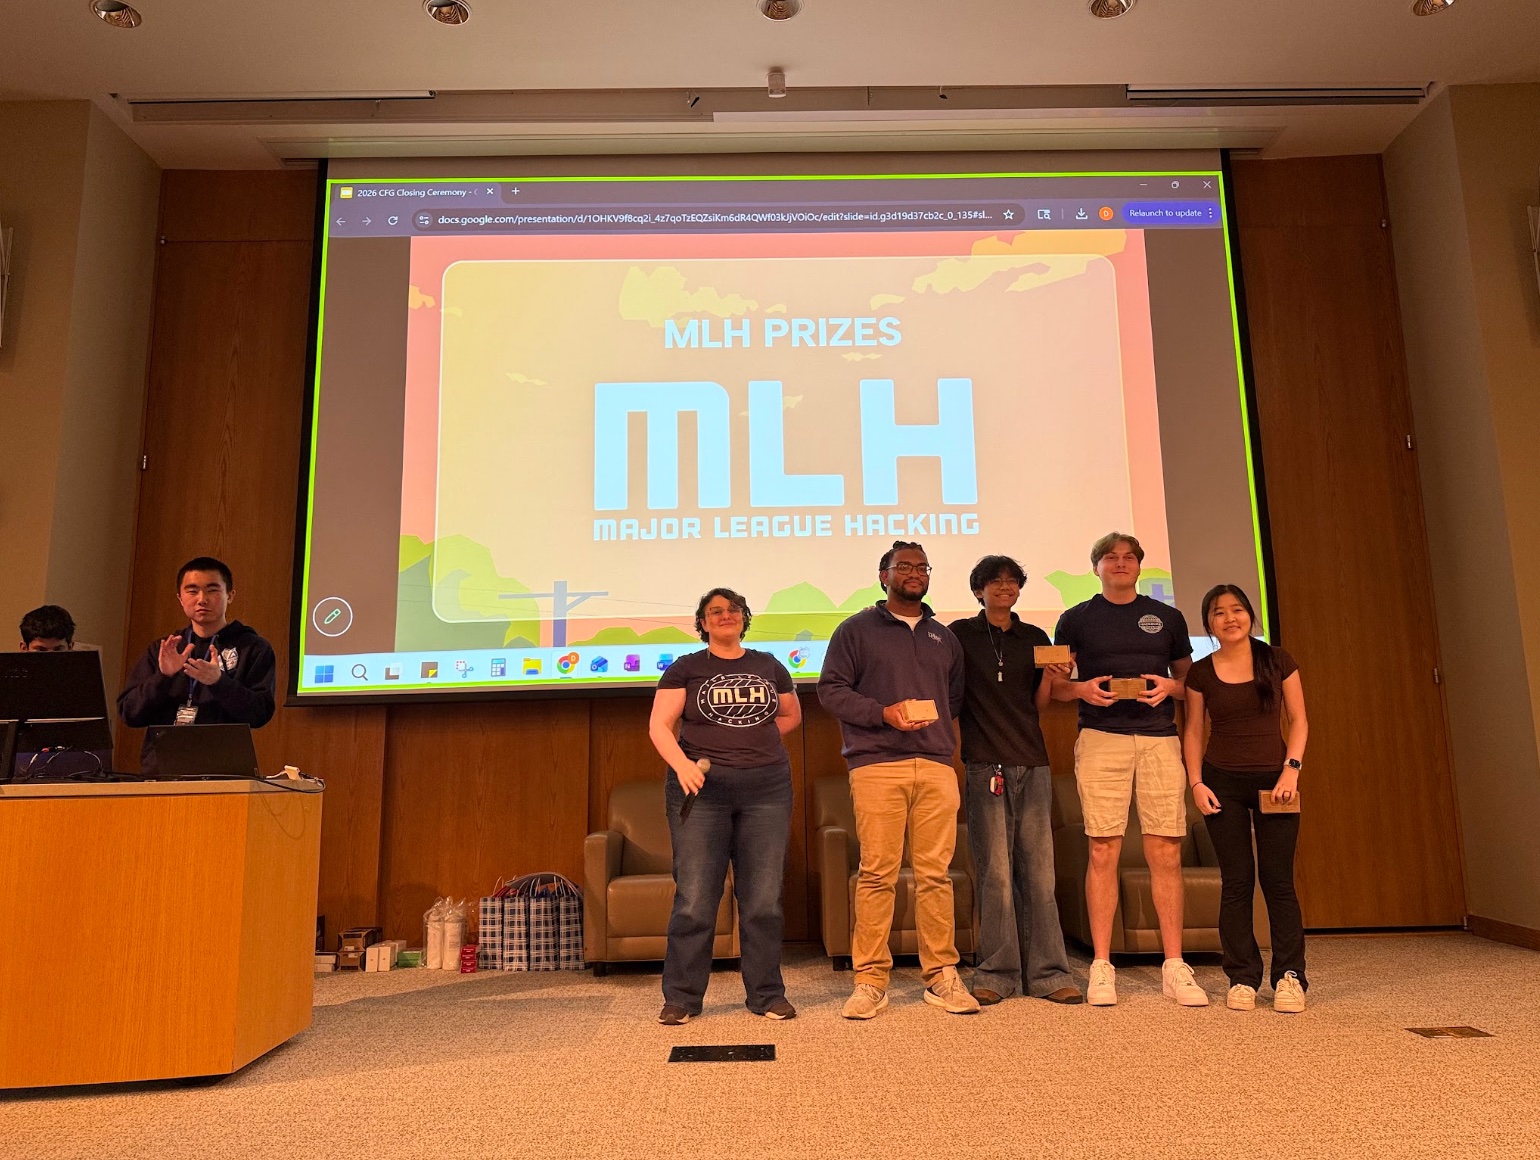 2026 CFG Closing Ceremony - (
docs.google.com/presentation/d/1OHKV9f8cq2i_4z7qoTzEQZsiKm6dR4QWf03kJjVOiOc/edit?slide=id.g3d19d37cb2c_0_135#sl...
Relaunch to update
MLH PRIZES
MLH
MAJOR LEAGUE HACKING
MLH
HACKING